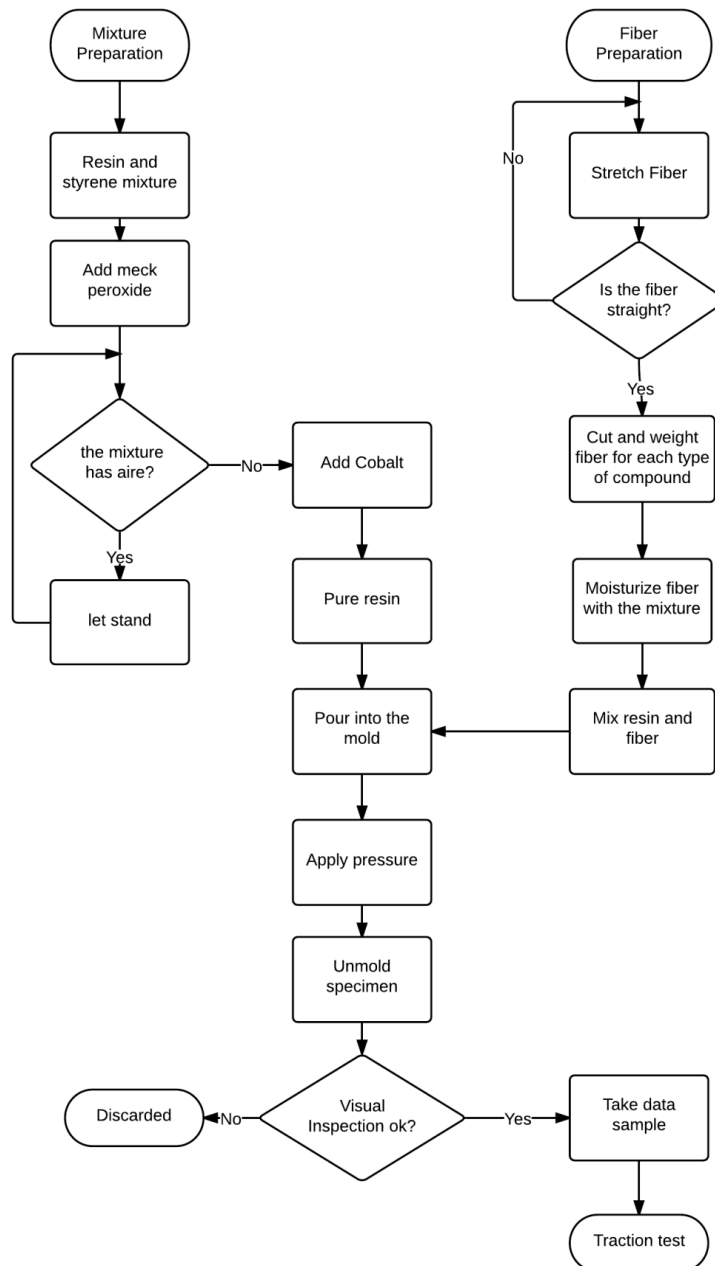 Mixture
Preparation
Fiber
Preparation
Resin and
styrene mixture
No
Stretch Fiber
Add meck
peroxide
Is the fiber
straight?
Yes
the mixture
has aire?
No
Add Cobalt
Cut and weight
fiber for each type
of compound
Yes
let stand
Pure resin
Moisturize fiber
with the mixture
Pour into the
mold
Mix resin and
fiber
Apply pressure
Unmold
specimen
Discarded
No
Visual
Inspection ok?
Yes
Take data
sample
Traction test